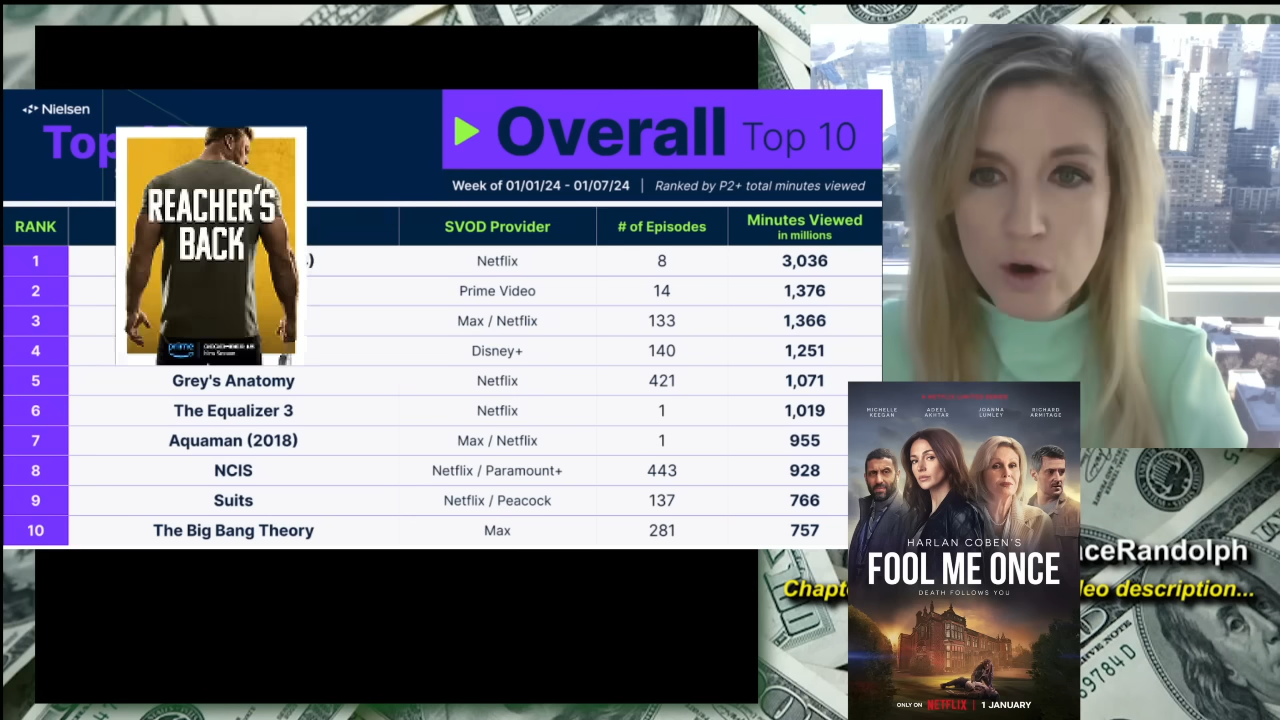 Nielsen
Top
Overall Top 10
Week of 01/01/24 - 01/07/24 | Ranked by P2+ total minutes viewed
RANK SVOD Provider # of Episodes Minutes Viewed
in millions
1 .) Netflix 8 3,036
2 Prime Video 14 1,376
3 Max / Netflix 133 1,366
4 Disney+ 140 1,251
5 Grey's Anatomy Netflix 421 1,071
6 The Equalizer 3 Netflix 1 1,019
7 Aquaman (2018) Max / Netflix 1 955
8 NCIS Netflix / Paramount+ 443 928
9 Suits Netflix / Peacock 137 766
10 The Big Bang Theory Max 281 757
REACHER'S
BACK
prime
MICHELLE KEEGAN ADEEL AKHTAR JOANNA LUMLEY RICHARD ARMITAGE
HARLAN COBEN'S
FOOL ME ONCE
DEATH FOLLOWS YOU
ONLY ON NETFLIX | 1 JANUARY
ceRandolph
Chapt eo description...
9784D